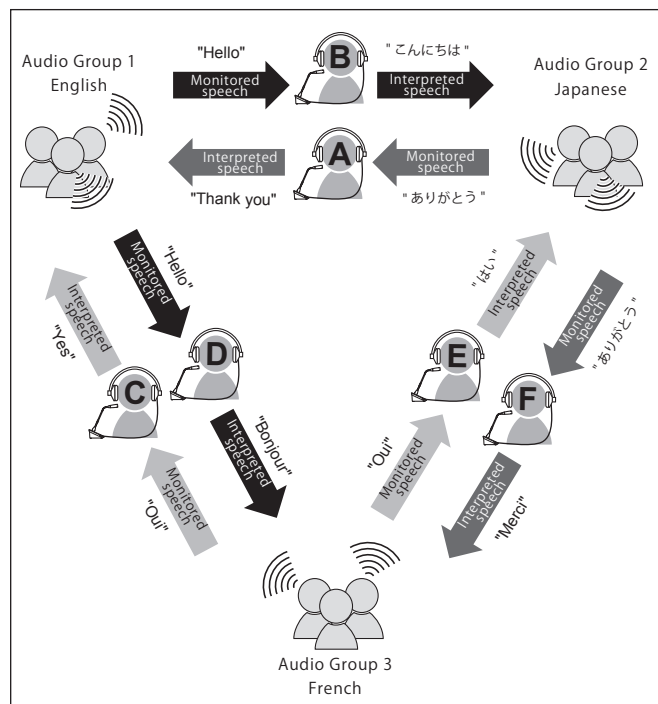 Audio Group 1
English
"Hello"
Monitored
speech
B
" こんにちは "
Interpreted
speech
Audio Group 2
Japanese
Interpreted
speech
"Thank you"
A
Monitored
speech
" ありがとう "
"Hello"
Monitored
speech
Interpreted
speech
"Yes"
D
C
"Bonjour"
Interpreted
speech
Monitored
speech
"Oui"
" はい "
Interpreted
speech
Monitored
speech
" ありがとう "
E
F
"Oui"
Monitored
speech
Interpreted
speech
"Merci"
Audio Group 3
French